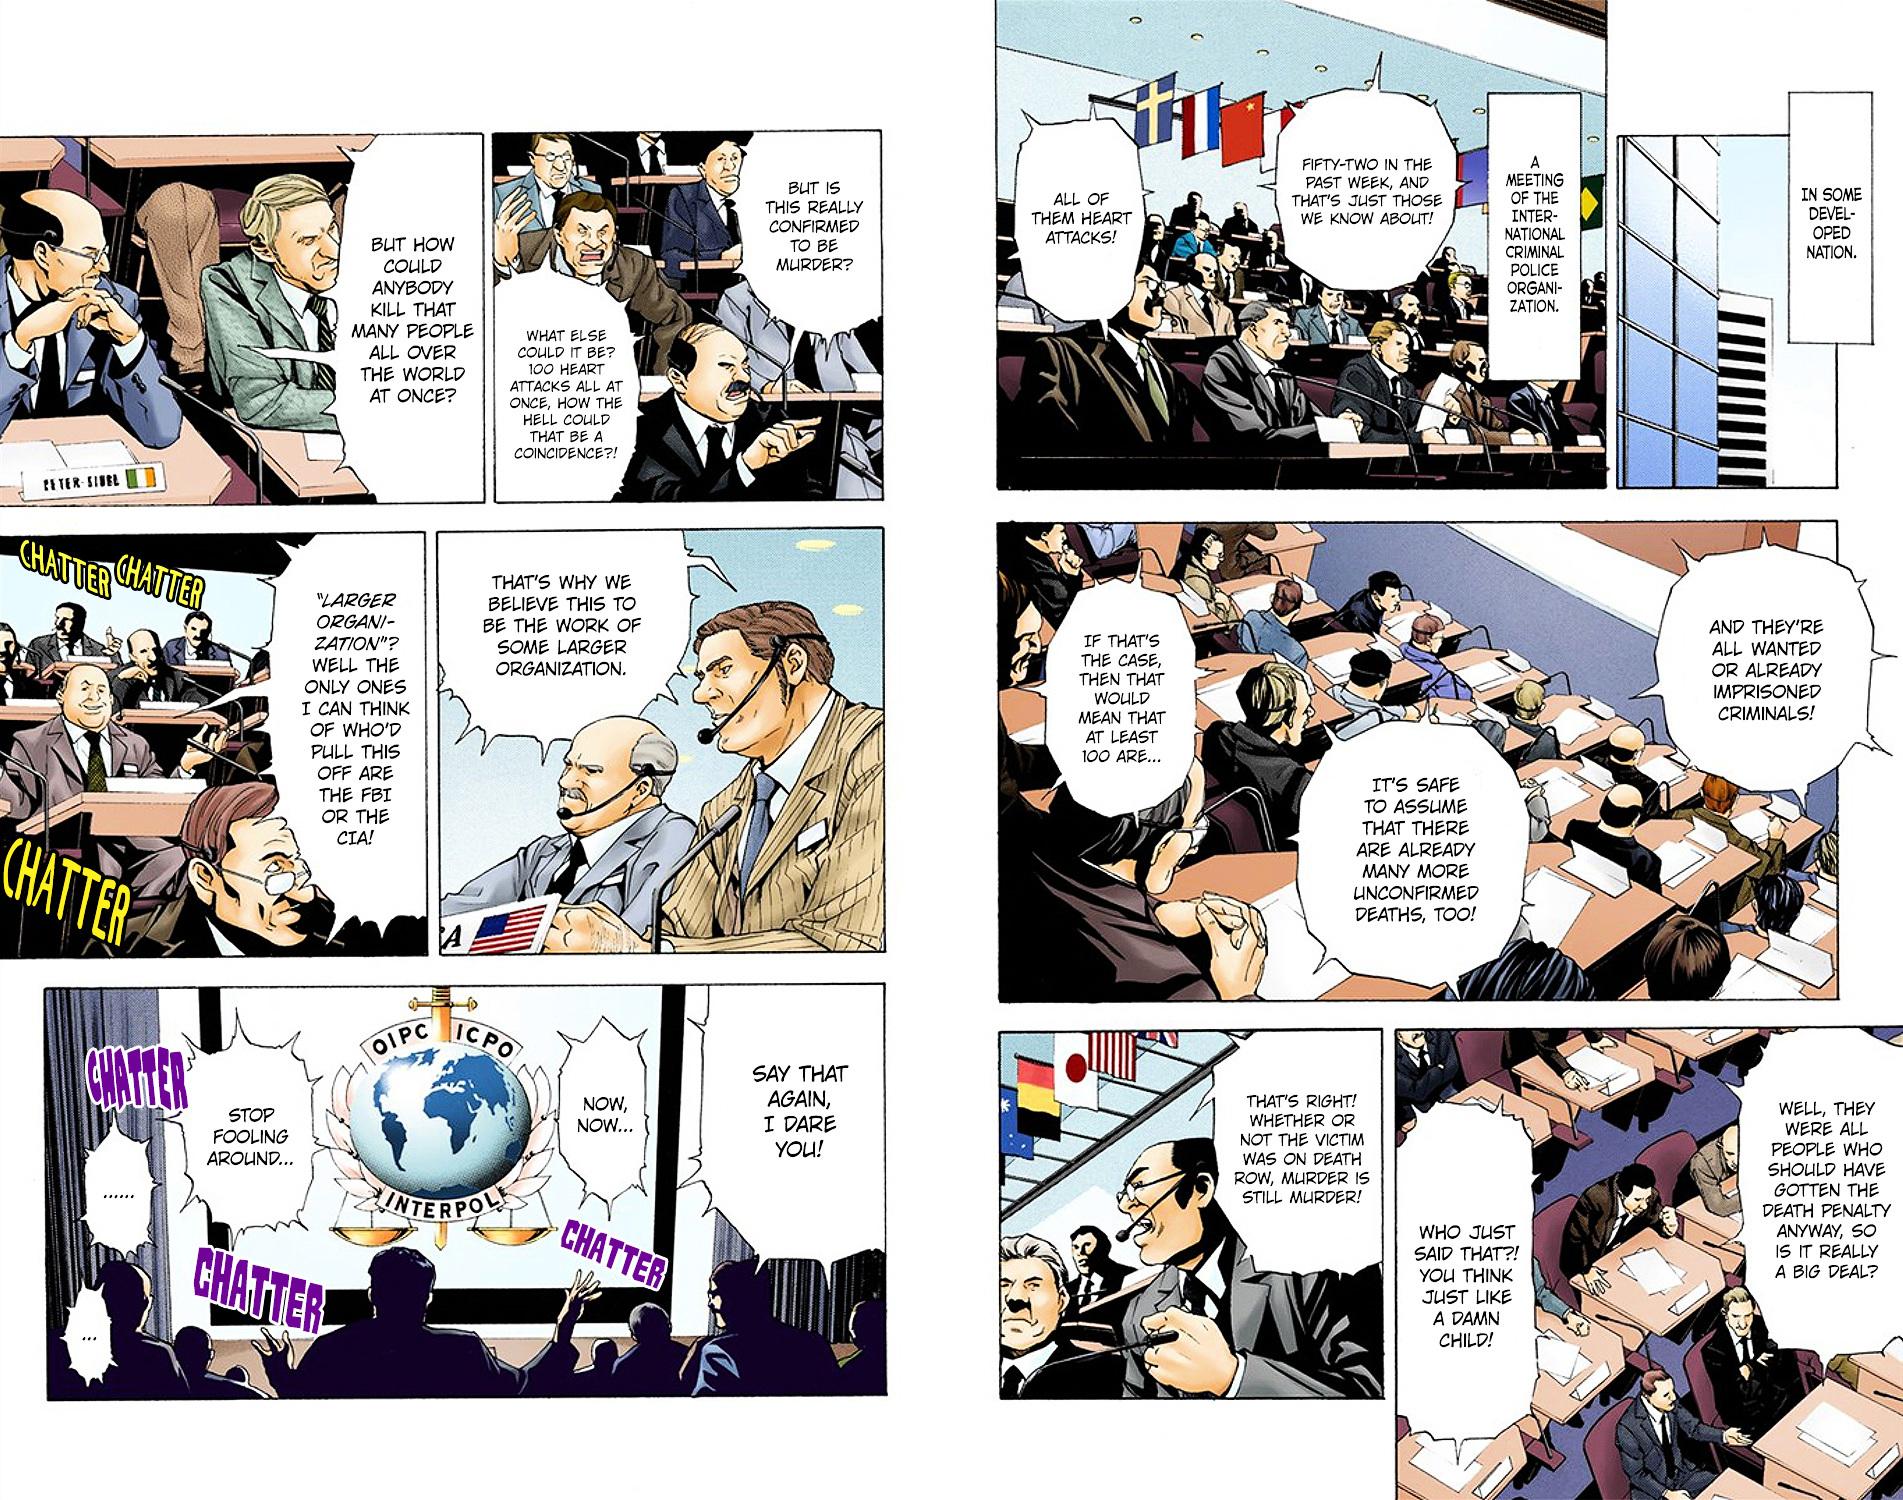 IN SOME
DEVEL-
OPED
NATION.
A
MEETING
OF THE
INTER-
NATIONAL
CRIMINAL
POLICE
ORGANI-
ZATION.
FIFTY-TWO IN THE
PAST WEEK, AND
THAT'S JUST THOSE
WE KNOW ABOUT!
ALL OF
THEM HEART
ATTACKS!
AND THEY'RE
ALL WANTED
OR ALREADY
IMPRISONED
CRIMINALS!
IT'S SAFE
TO ASSUME
THAT THERE
ARE ALREADY
MANY MORE
UNCONFIRMED
DEATHS, TOO!
IF THAT'S
THE CASE,
THEN THAT
WOULD
MEAN THAT
AT LEAST
100 ARE...
WELL, THEY
WERE ALL
PEOPLE WHO
SHOULD HAVE
GOTTEN THE
DEATH PENALTY
ANYWAY, SO
IS IT REALLY
A BIG DEAL?
WHO JUST
SAID THAT?!
YOU THINK
JUST LIKE
A DAMN
CHILD!
THAT'S RIGHT!
WHETHER OR
NOT THE VICTIM
WAS ON DEATH
ROW, MURDER IS
STILL MURDER!
BUT IS
THIS REALLY
CONFIRMED
TO BE
MURDER?
WHAT ELSE
COULD IT BE?
100 HEART
ATTACKS ALL AT
ONCE, HOW THE
HELL COULD
THAT BE A
COINCIDENCE?!
BUT HOW
COULD
ANYBODY
KILL THAT
MANY PEOPLE
ALL OVER
THE WORLD
AT ONCE?
THAT'S WHY WE
BELIEVE THIS TO
BE THE WORK OF
SOME LARGER
ORGANIZATION.
"LARGER
ORGANI-
ZATION"?
WELL THE
ONLY ONES
I CAN THINK
OF WHO'D
PULL THIS
OFF ARE
THE FBI
OR THE
CIA!
CHATTER CHATTER
CHATTER
SAY THAT
AGAIN,
I DARE
YOU!
NOW,
NOW...
OIPC ICPO
INTERPOL
STOP
FOOLING
AROUND...
CHATTER
......
CHATTER
CHATTER
...